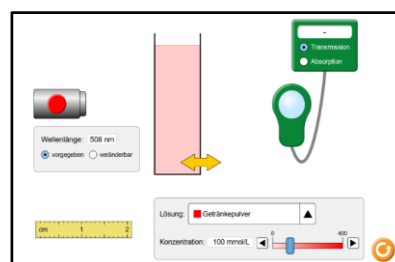 -
Transmission
Absorption
Wellenlänge: 508 nm
vorgegeben veränderbar
cm 1 2
Lösung: Getränkepulver
0 400
Konzentration: 100 mmol/L